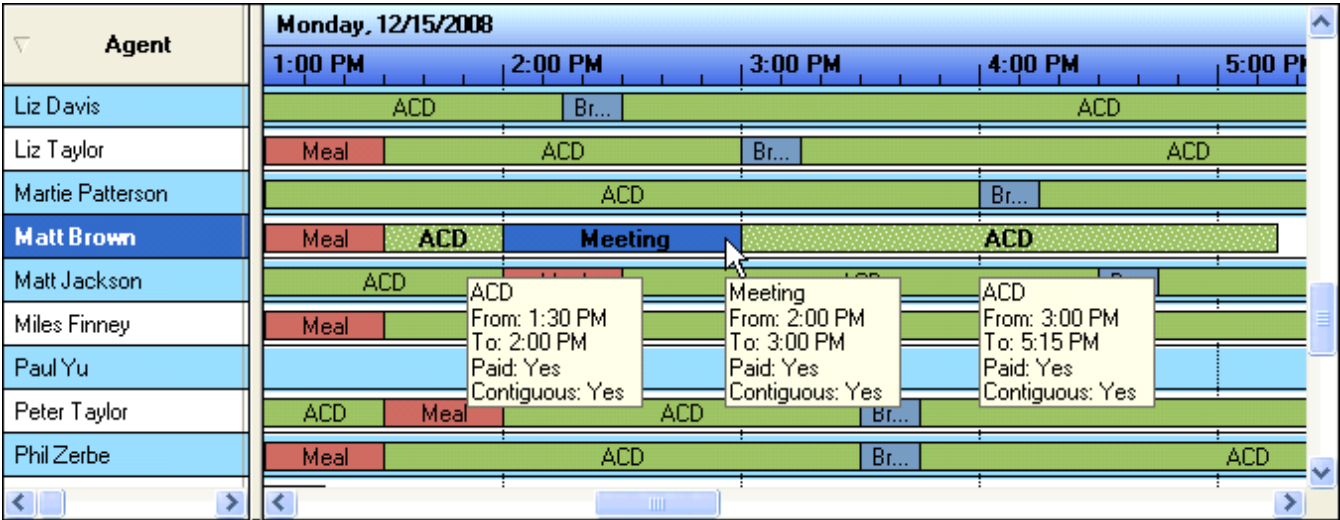 Agent
Monday, 12/15/2008
1:00 PM 2:00 PM 3:00 PM 4:00 PM 5:00 P
Liz Davis ACD Br... ACD
Liz Taylor Meal ACD Br... ACD
Martie Patterson ACD Br...
Matt Brown Meal ACD Meeting ACD
Matt Jackson ACD
Miles Finney Meal
Paul Yu
Peter Taylor ACD Meal ACD Br...
Phil Zerbe Meal ACD Br... ACD
ACD
From: 1:30 PM
To: 2:00 PM
Paid: Yes
Contiguous: Yes
Meeting
From: 2:00 PM
To: 3:00 PM
Paid: Yes
Contiguous: Yes
ACD
From: 3:00 PM
To: 5:15 PM
Paid: Yes
Contiguous: Yes